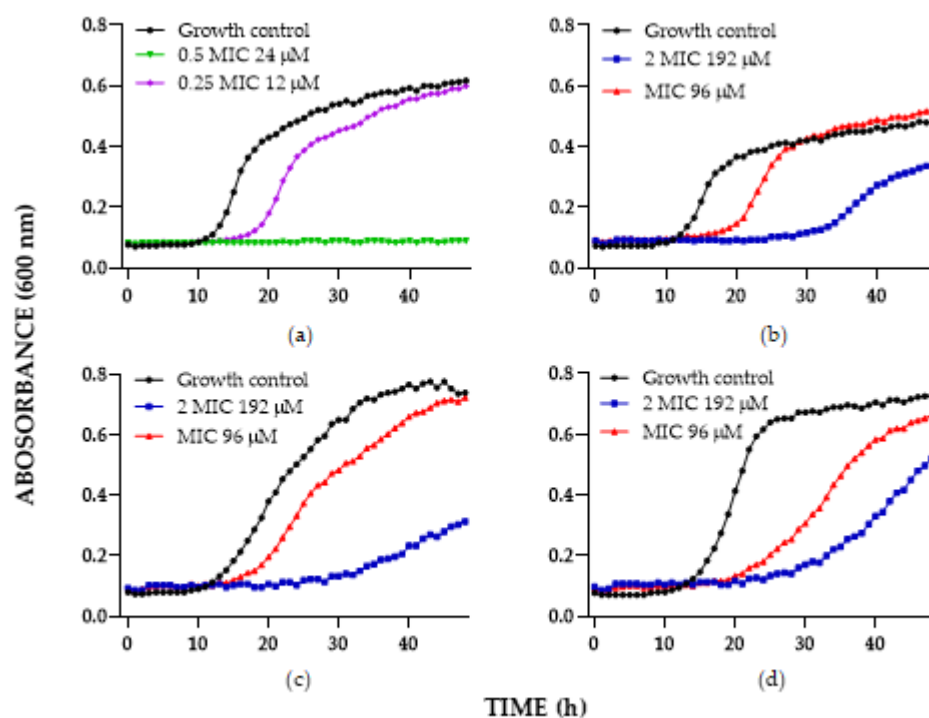 0.8
Growth control
0.5 MIC 24 µM
0.25 MIC 12 µM
0.6
0.4
0.2
0.0
0 10 20 30 40
(a)
0.8
Growth control
2 MIC 192 µM
MIC 96 µM
0.6
0.4
0.2
0.0
0 10 20 30 40
(b)
ABOSORBANCE (600 nm)
0.8
Growth control
2 MIC 192 µM
MIC 96 µM
0.6
0.4
0.2
0.0
0 10 20 30 40
(c)
0.8
Growth control
2 MIC 192 µM
MIC 96 µM
0.6
0.4
0.2
0.0
0 10 20 30 40
(d)
TIME (h)